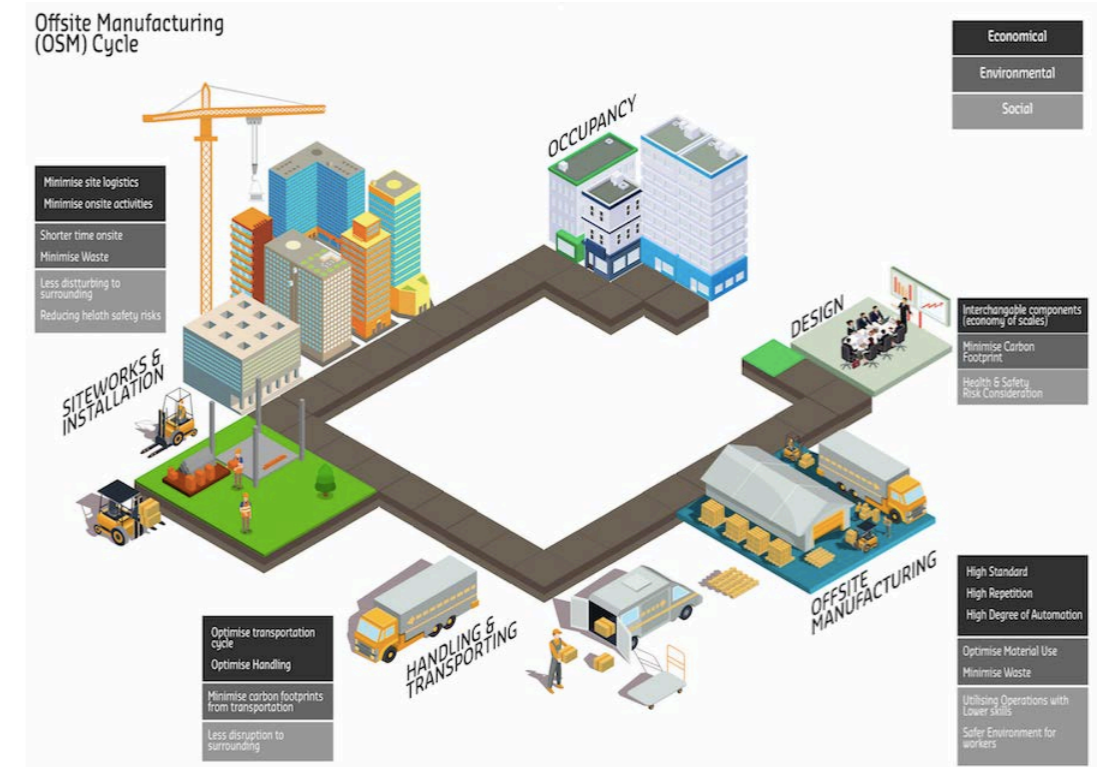 Offsite Manufacturing
(OSM) Cycle
Economical
Environmental
Social
OCCUPANCY
Minimise site logistics
Minimise onsite activities
Shorter time onsite
Minimise Waste
Less distturbing to
surrounding
Reducing helath safety risks
DESIGN
Interchangable components
(economy of scales)
Minimise Carbon
Footprint
Health & Safety
Risk Consideration
SITEWORKS &
INSTALLATION
OFFSITE
MANUFACTURING
High Standard
High Repetition
High Degree of Automation
Optimise Material Use
Minimise Waste
Utilising Operations with
Lower skills
Safer Environment for
workers
HANDLING &
TRANSPORTING
Optimise transportation
cycle
Optimise Handling
Minimise carbon footprints
from transportation
Less disruption to
surrounding